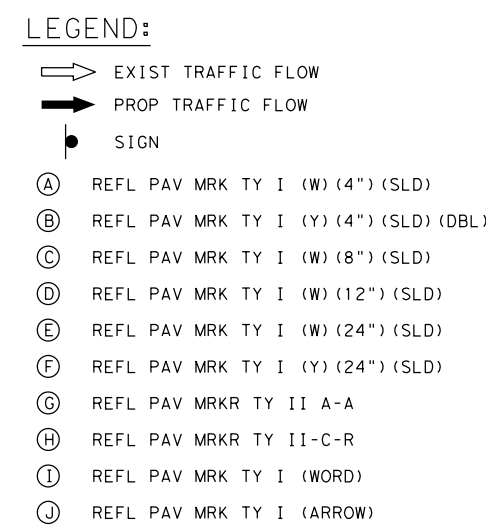 LEGEND:
EXIST TRAFFIC FLOW
PROP TRAFFIC FLOW
SIGN
A REFL PAV MRK TY I (W)(4")(SLD)
B REFL PAV MRK TY I (Y)(4")(SLD)(DBL)
C REFL PAV MRK TY I (W)(8")(SLD)
D REFL PAV MRK TY I (W)(12")(SLD)
E REFL PAV MRK TY I (W)(24")(SLD)
F REFL PAV MRK TY I (Y)(24")(SLD)
G REFL PAV MRKR TY II A-A
H REFL PAV MRKR TY II-C-R
I REFL PAV MRK TY I (WORD)
J REFL PAV MRK TY I (ARROW)